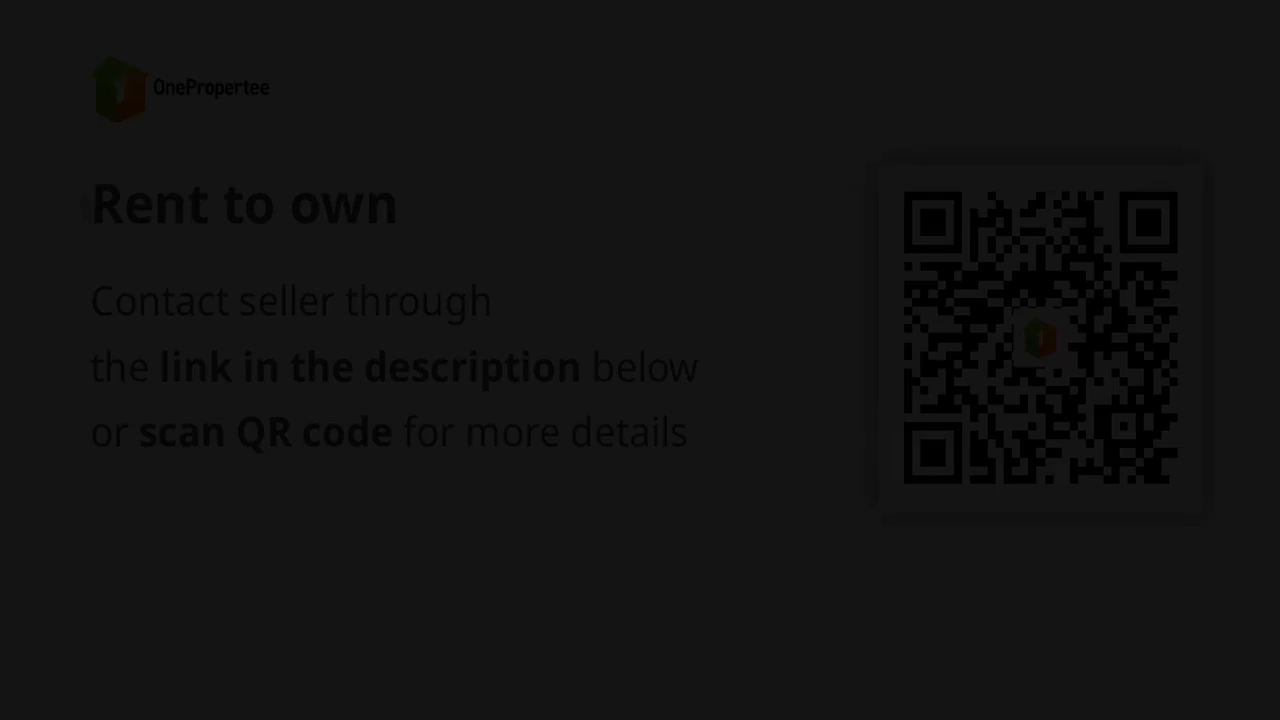 OnePropertee
Rent to own
Contact seller through
the link in the description below
or scan QR code for more details